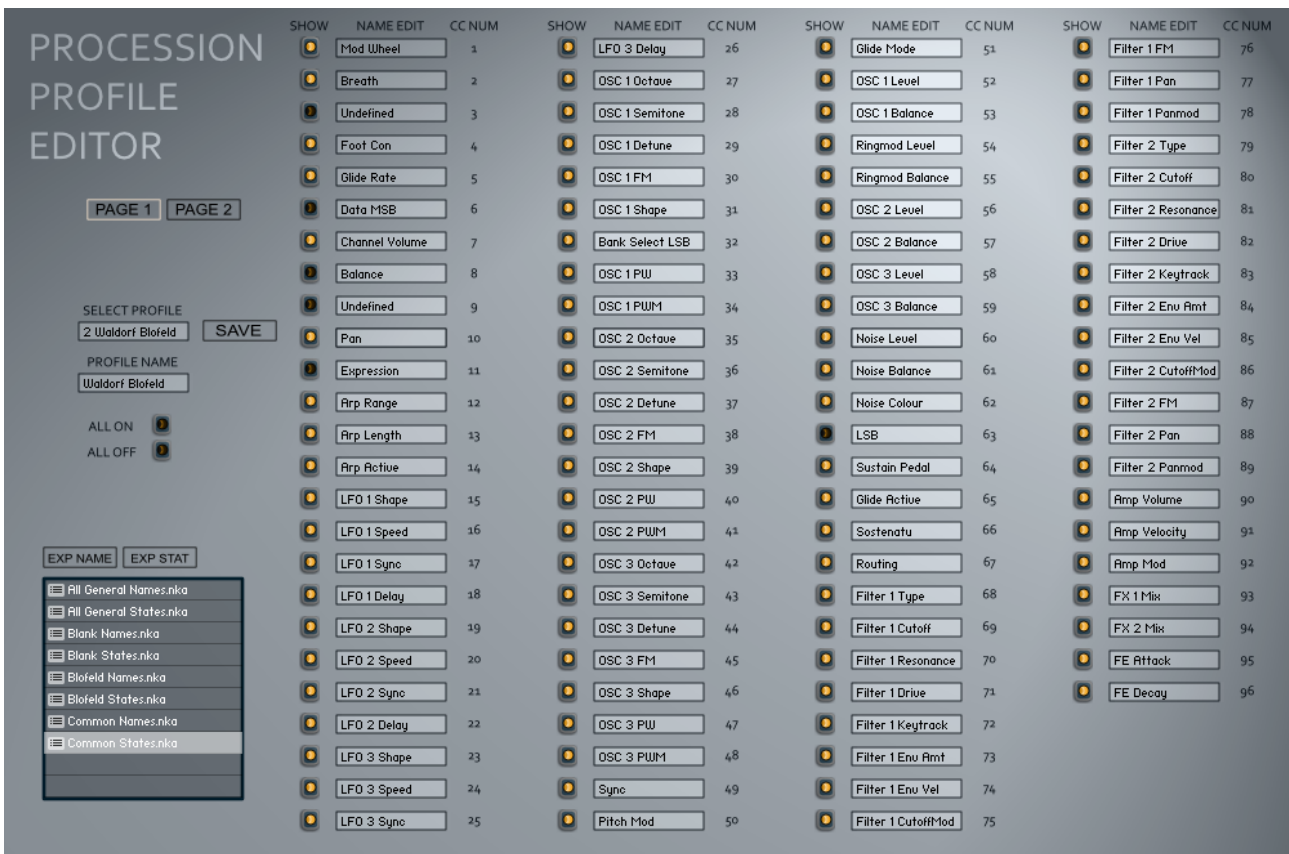 PROCESSION
PROFILE
EDITOR
PAGE 1 PAGE 2
SELECT PROFILE
2 Waldorf Blofeld SAVE
PROFILE NAME
Waldorf Blofeld
ALL ON
ALL OFF
EXP NAME EXP STAT
All General Names.nka
All General States.nka
Blank Names.nka
Blank States.nka
Blofeld Names.nka
Blofeld States.nka
Common Names.nka
Common States.nka
SHOW NAME EDIT CC NUM
Mod Wheel 1
Breath 2
Undefined 3
Foot Con 4
Glide Rate 5
Data MSB 6
Channel Volume 7
Balance 8
Undefined 9
Pan 10
Expression 11
Arp Range 12
Arp Length 13
Arp Active 14
LFO 1 Shape 15
LFO 1 Speed 16
LFO 1 Sync 17
LFO 1 Delay 18
LFO 2 Shape 19
LFO 2 Speed 20
LFO 2 Sync 21
LFO 2 Delay 22
LFO 3 Shape 23
LFO 3 Speed 24
LFO 3 Sync 25
SHOW NAME EDIT CC NUM
LFO 3 Delay 26
OSC 1 Octave 27
OSC 1 Semitone 28
OSC 1 Detune 29
OSC 1 FM 30
OSC 1 Shape 31
Bank Select LSB 32
OSC 1 PW 33
OSC 1 PWM 34
OSC 2 Octave 35
OSC 2 Semitone 36
OSC 2 Detune 37
OSC 2 FM 38
OSC 2 Shape 39
OSC 2 PW 40
OSC 2 PWM 41
OSC 3 Octave 42
OSC 3 Semitone 43
OSC 3 Detune 44
OSC 3 FM 45
OSC 3 Shape 46
OSC 3 PW 47
OSC 3 PWM 48
Sync 49
Pitch Mod 50
SHOW NAME EDIT CC NUM
Glide Mode 51
OSC 1 Level 52
OSC 1 Balance 53
Ringmod Level 54
Ringmod Balance 55
OSC 2 Level 56
OSC 2 Balance 57
OSC 3 Level 58
OSC 3 Balance 59
Noise Level 60
Noise Balance 61
Noise Colour 62
LSB 63
Sustain Pedal 64
Glide Active 65
Sostenatu 66
Routing 67
Filter 1 Type 68
Filter 1 Cutoff 69
Filter 1 Resonance 70
Filter 1 Drive 71
Filter 1 Keytrack 72
Filter 1 Env Amt 73
Filter 1 Env Vel 74
Filter 1 CutoffMod 75
SHOW NAME EDIT CC NUM
Filter 1 FM 76
Filter 1 Pan 77
Filter 1 Panmod 78
Filter 2 Type 79
Filter 2 Cutoff 80
Filter 2 Resonance 81
Filter 2 Drive 82
Filter 2 Keytrack 83
Filter 2 Env Amt 84
Filter 2 Env Vel 85
Filter 2 CutoffMod 86
Filter 2 FM 87
Filter 2 Pan 88
Filter 2 Panmod 89
Amp Volume 90
Amp Velocity 91
Amp Mod 92
FX 1 Mix 93
FX 2 Mix 94
FE Attack 95
FE Decay 96